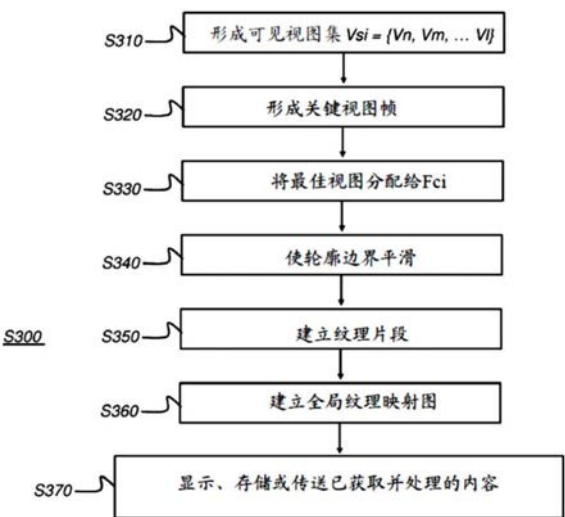 S310 形成可见视图集 Vsi = {Vn, Vm, … Vl}
S320 形成关键视图帧
S330 将最佳视图分配给Fci
S340 使轮廓边界平滑
S300
S350 建立纹理片段
S360 建立全局纹理映射图
S370 显示、存储或传送已获取并处理的内容